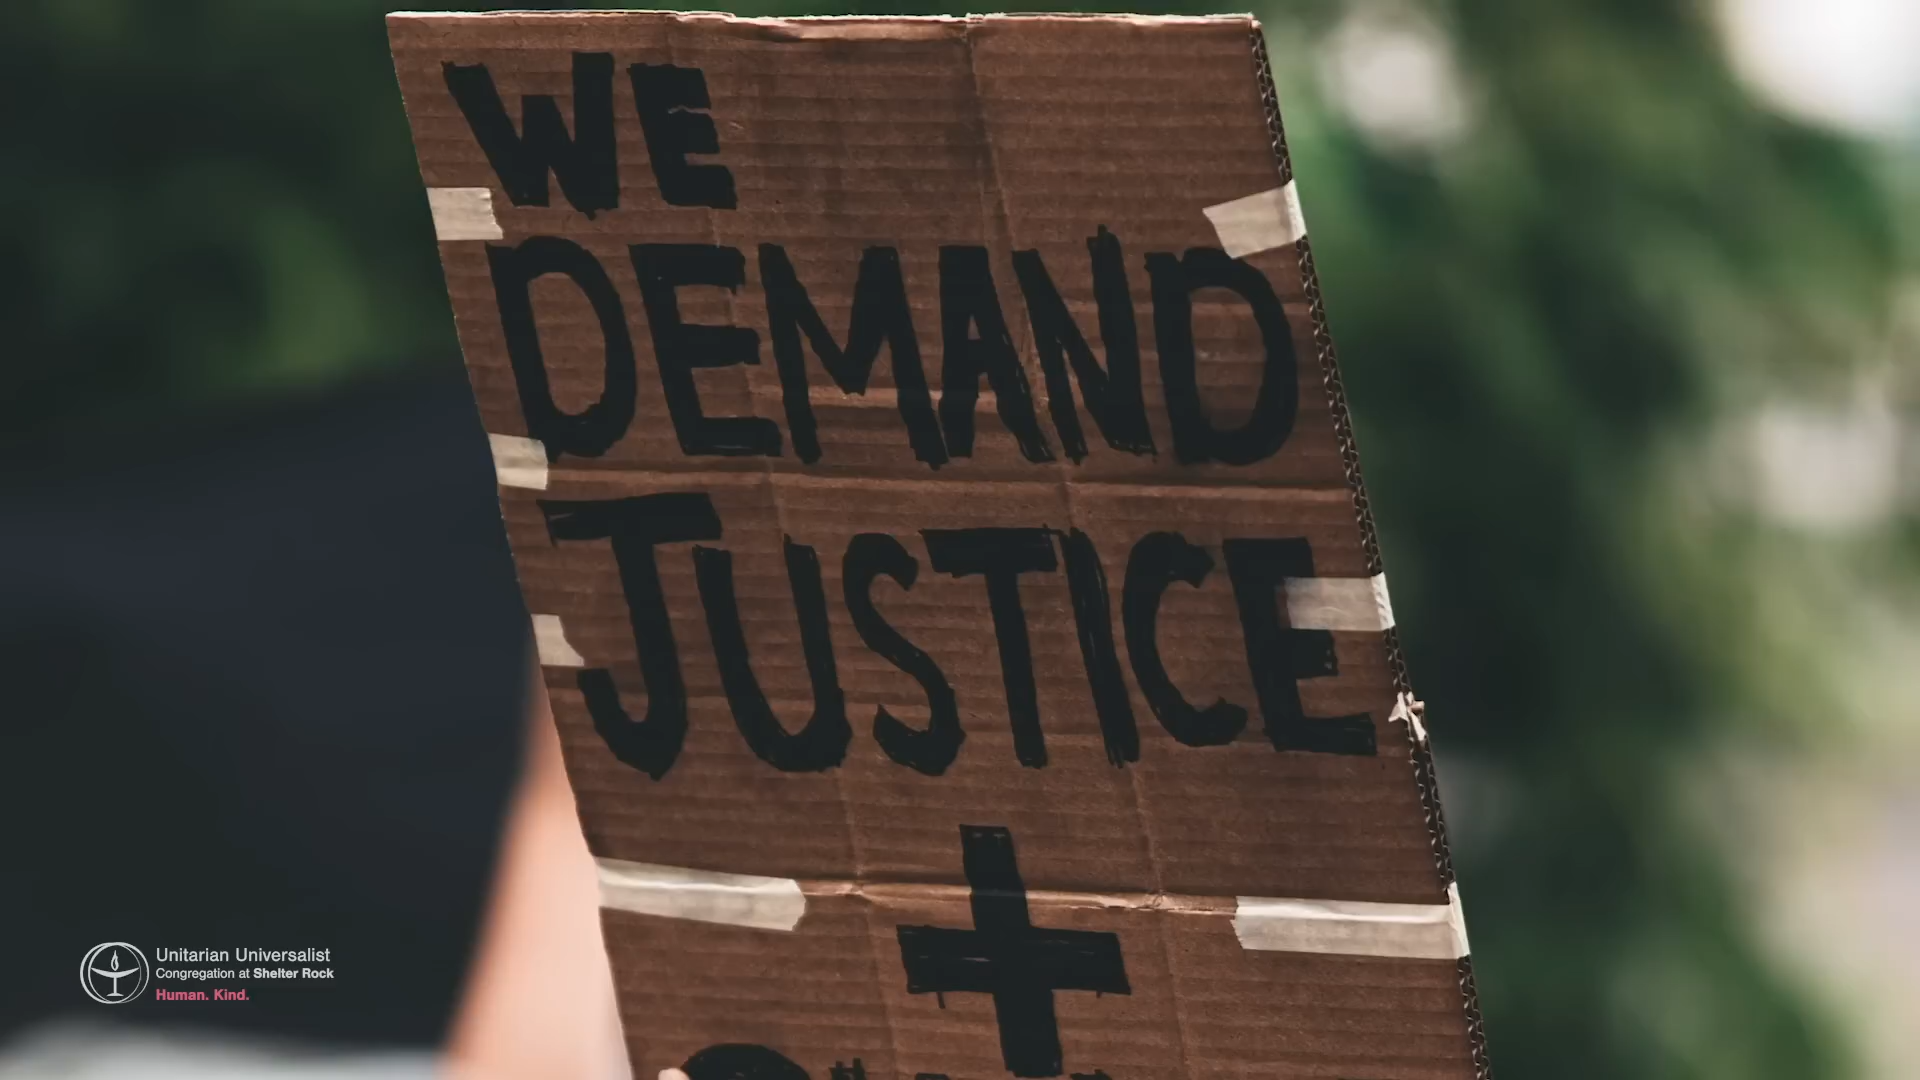 WE
DEMAND
JUSTICE
+
Unitarian Universalist
Congregation at Shelter Rock
Human. Kind.